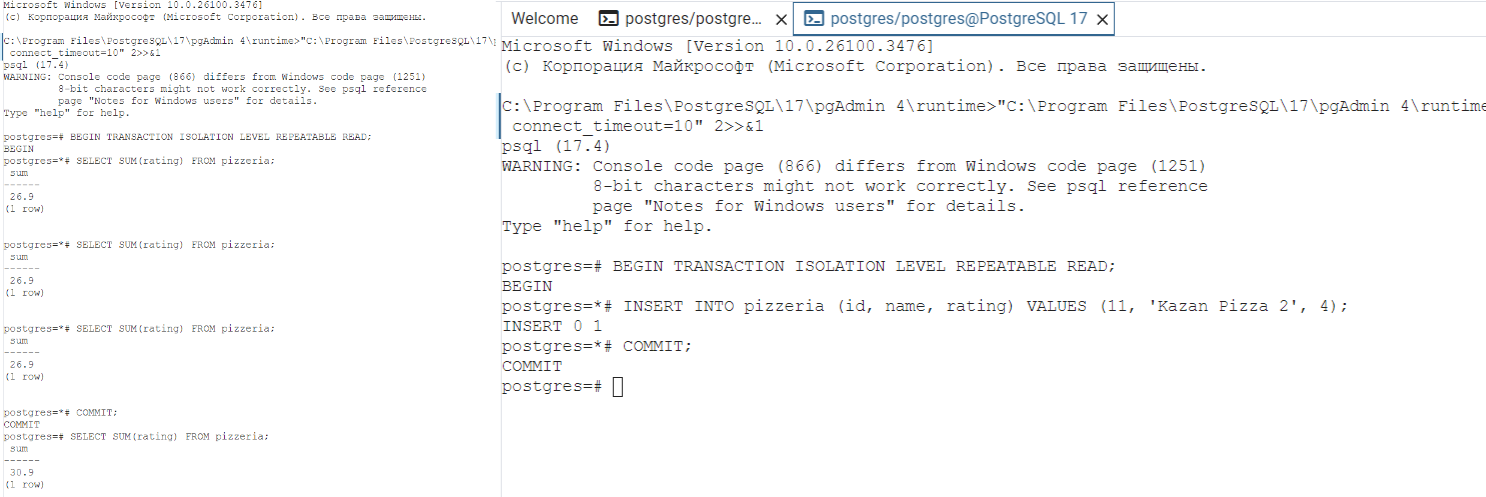 Microsoft Windows [Version 10.0.26100.3476]
(c) Корпорация Майкрософт (Microsoft Corporation). Все права защищены.
C:\Program Files\PostgreSQL\17\pgAdmin 4\runtime>"C:\Program Files\PostgreSQL\17\
connect_timeout=10" 2>>&1
psql (17.4)
WARNING: Console code page (866) differs from Windows code page (1251)
8-bit characters might not work correctly. See psql reference
page "Notes for Windows users" for details.
Type "help" for help.
postgres=# BEGIN TRANSACTION ISOLATION LEVEL REPEATABLE READ;
BEGIN
postgres=*# SELECT SUM(rating) FROM pizzeria;
sum
------
26.9
(1 row)
postgres=*# SELECT SUM(rating) FROM pizzeria;
sum
------
26.9
(1 row)
postgres=*# SELECT SUM(rating) FROM pizzeria;
sum
------
26.9
(1 row)
postgres=*# COMMIT;
COMMIT
postgres=# SELECT SUM(rating) FROM pizzeria;
sum
------
30.9
(1 row)
Welcome postgres/postgre... postgres/postgres@PostgreSQL 17
Microsoft Windows [Version 10.0.26100.3476]
(c) Корпорация Майкрософт (Microsoft Corporation). Все права защищены.
C:\Program Files\PostgreSQL\17\pgAdmin 4\runtime>"C:\Program Files\PostgreSQL\17\pgAdmin 4\runtime
connect_timeout=10" 2>>&1
psql (17.4)
WARNING: Console code page (866) differs from Windows code page (1251)
8-bit characters might not work correctly. See psql reference
page "Notes for Windows users" for details.
Type "help" for help.
postgres=# BEGIN TRANSACTION ISOLATION LEVEL REPEATABLE READ;
BEGIN
postgres=*# INSERT INTO pizzeria (id, name, rating) VALUES (11, 'Kazan Pizza 2', 4);
INSERT 0 1
postgres=*# COMMIT;
COMMIT
postgres=#